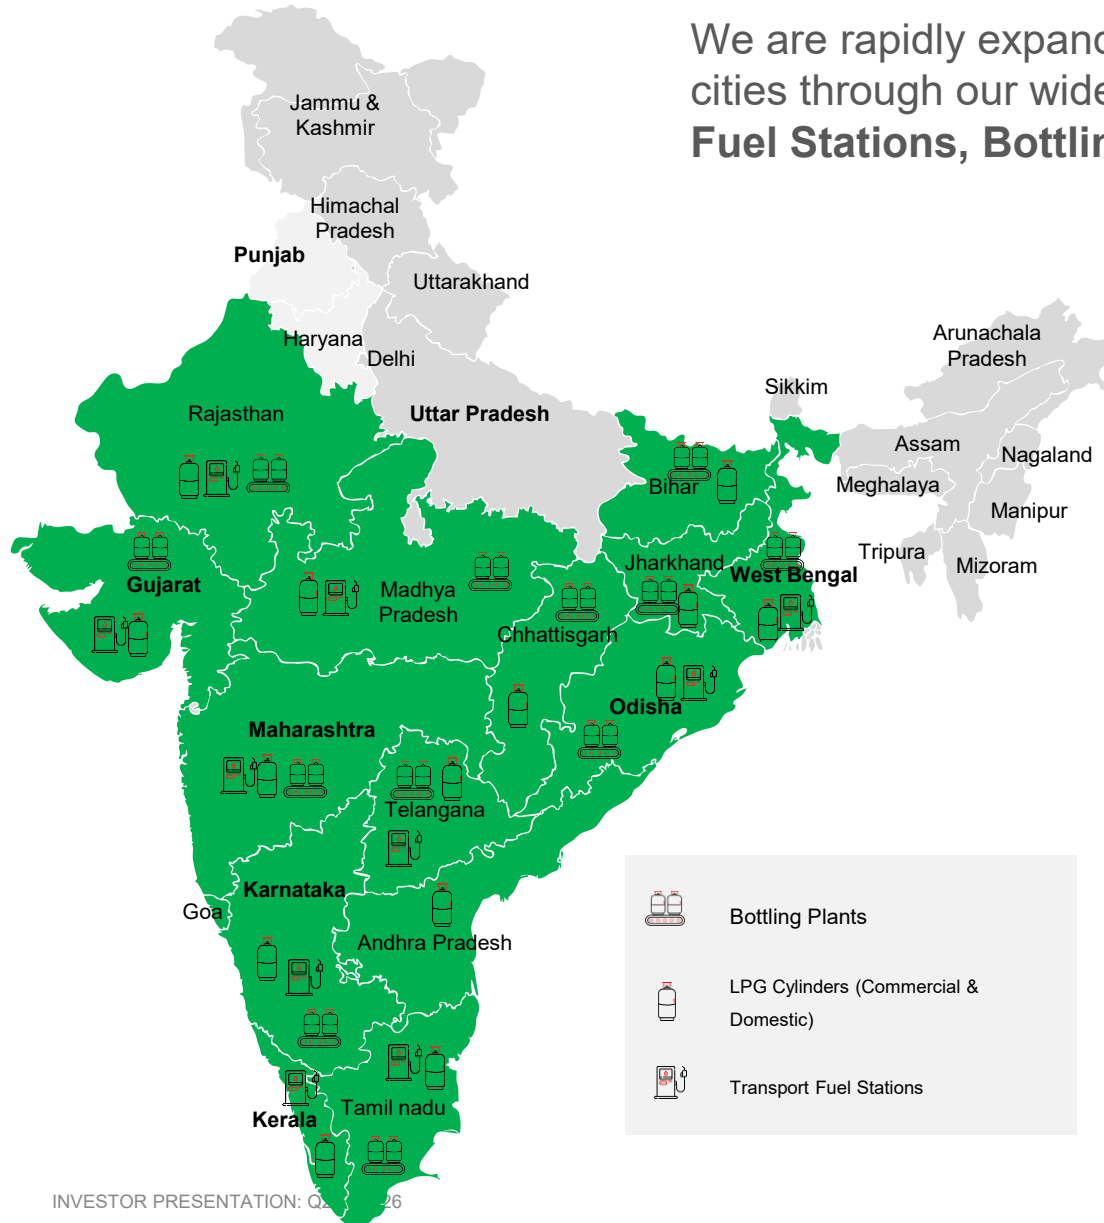 We are rapidly
cities through our
Fuel Stations,
Jammu &
Kashmir
Himachal
Pradesh
Punjab
Uttarakhand
Haryana
Delhi
Arunachala
Pradesh
Sikkim
Rajasthan
Uttar Pradesh
Assam
Nagaland
Bihar
Meghalaya
Manipur
Tripura
Mizoram
Jharkhand
West Bengal
Gujarat
Madhya
Pradesh
Chhattisgarh
Odisha
Maharashtra
Telangana
Karnataka
Goa
Andhra Pradesh
Bottling Plants
LPG Cylinders (Commercial &
Domestic)
Transport Fuel Stations
Tamil nadu
Kerala
INVESTOR PRESENTATION: